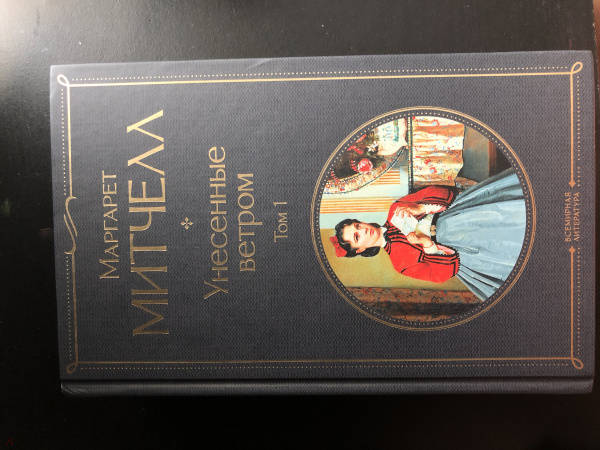 Маргарет
МИТЧЕЛЛ
Унесенные
ветром
Том 1
ВСЕМИРНАЯ
ЛИТЕРАТУРА